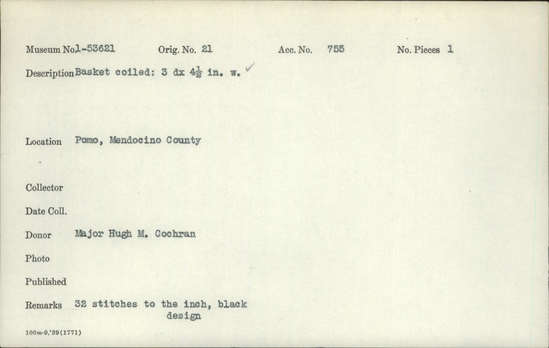 Museum No. 1-53621 Orig. No. 21 Acc. No. 755 No. Pieces 1
Description Basket coiled: 3 dx 4½ in. w. ✓
Location Pomo, Mendocino County
Collector
Date Coll.
Donor Major Hugh M. Cochran
Photo
Published
Remarks 32 stitches to the inch, black
design
100m-9,'39(1771)